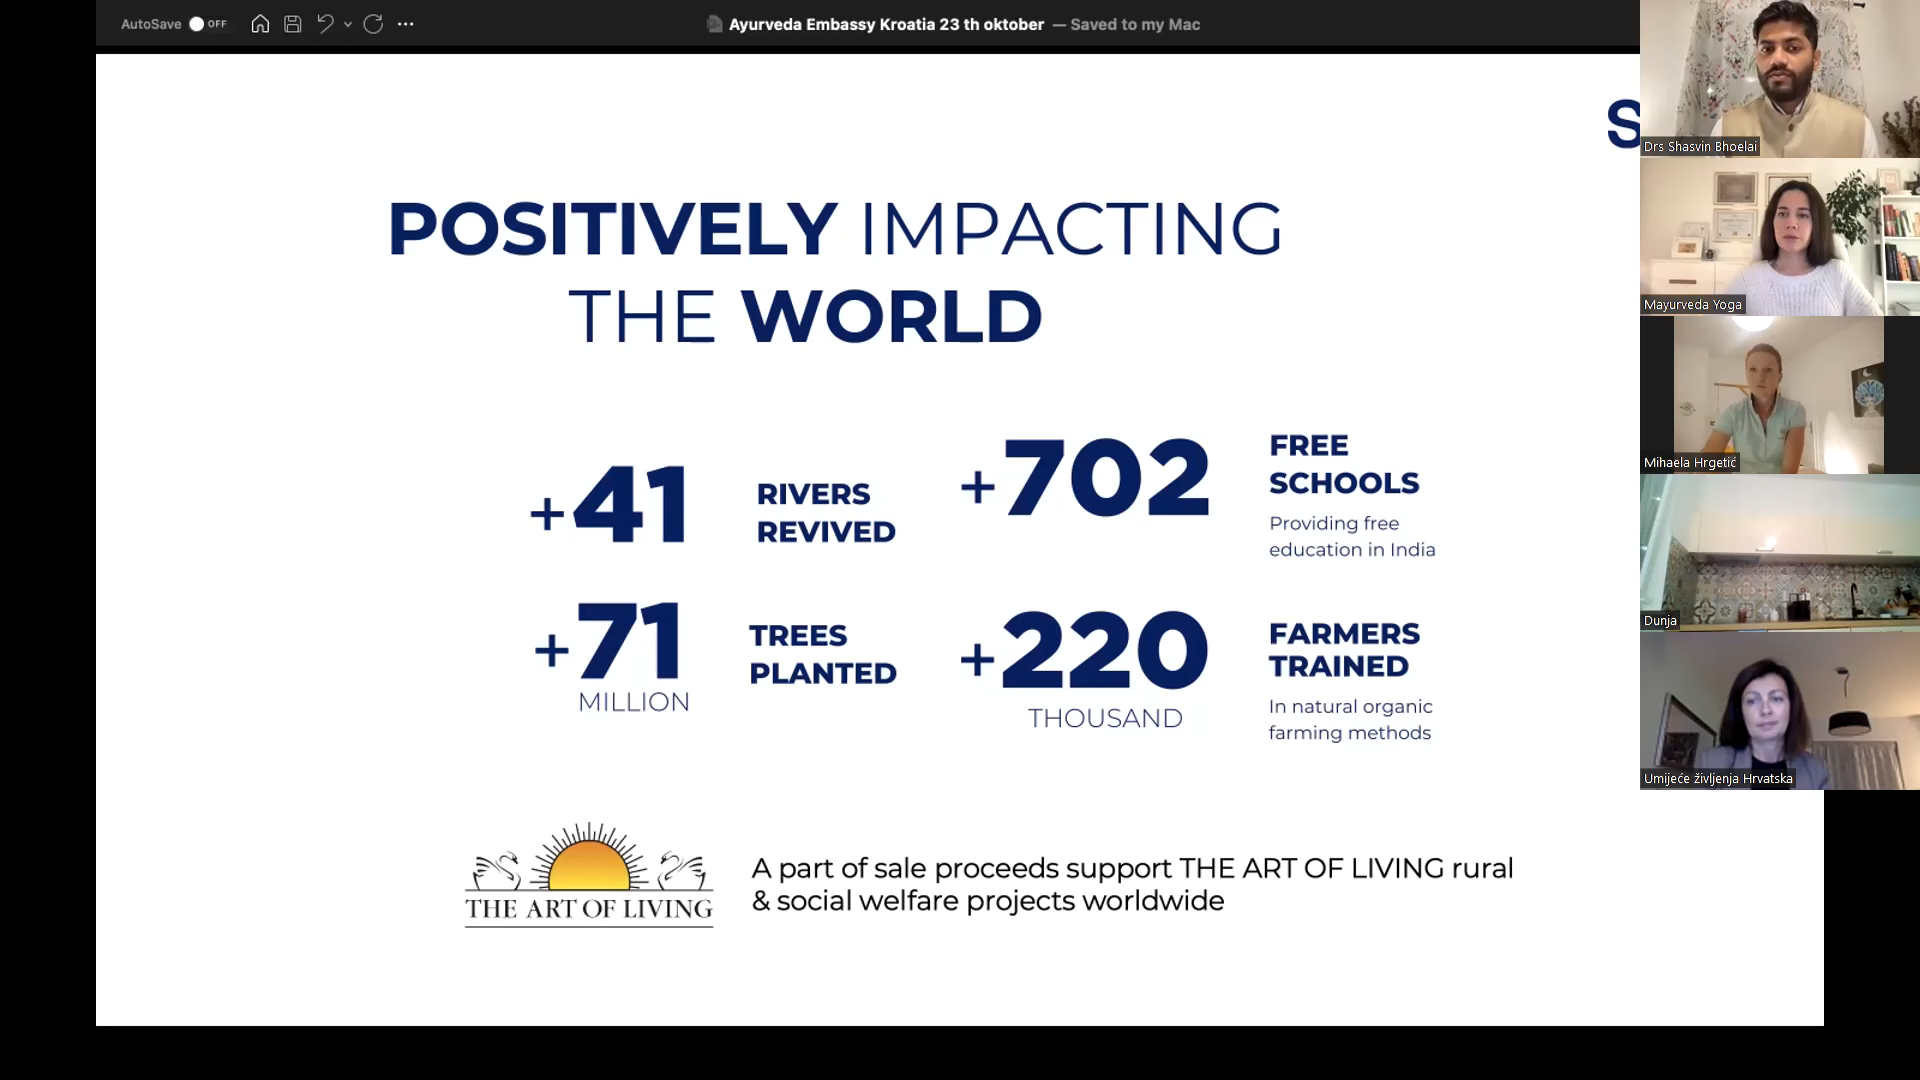 AutoSave OFF
Ayurveda Embassy Kroatia 23 th oktober — Saved to my Mac
S
POSITIVELY IMPACTING
THE WORLD
+41
RIVERS
REVIVED
+702
FREE
SCHOOLS
Providing free
education in India
+71
MILLION
TREES
PLANTED
+220
THOUSAND
FARMERS
TRAINED
In natural organic
farming methods
THE ART OF LIVING
A part of sale proceeds support THE ART OF LIVING rural
& social welfare projects worldwide
Drs Shasvin Bhoelai
Mayurveda Yoga
Mihaela Hrgetić
Dunja
Umijeće življenja Hrvatska